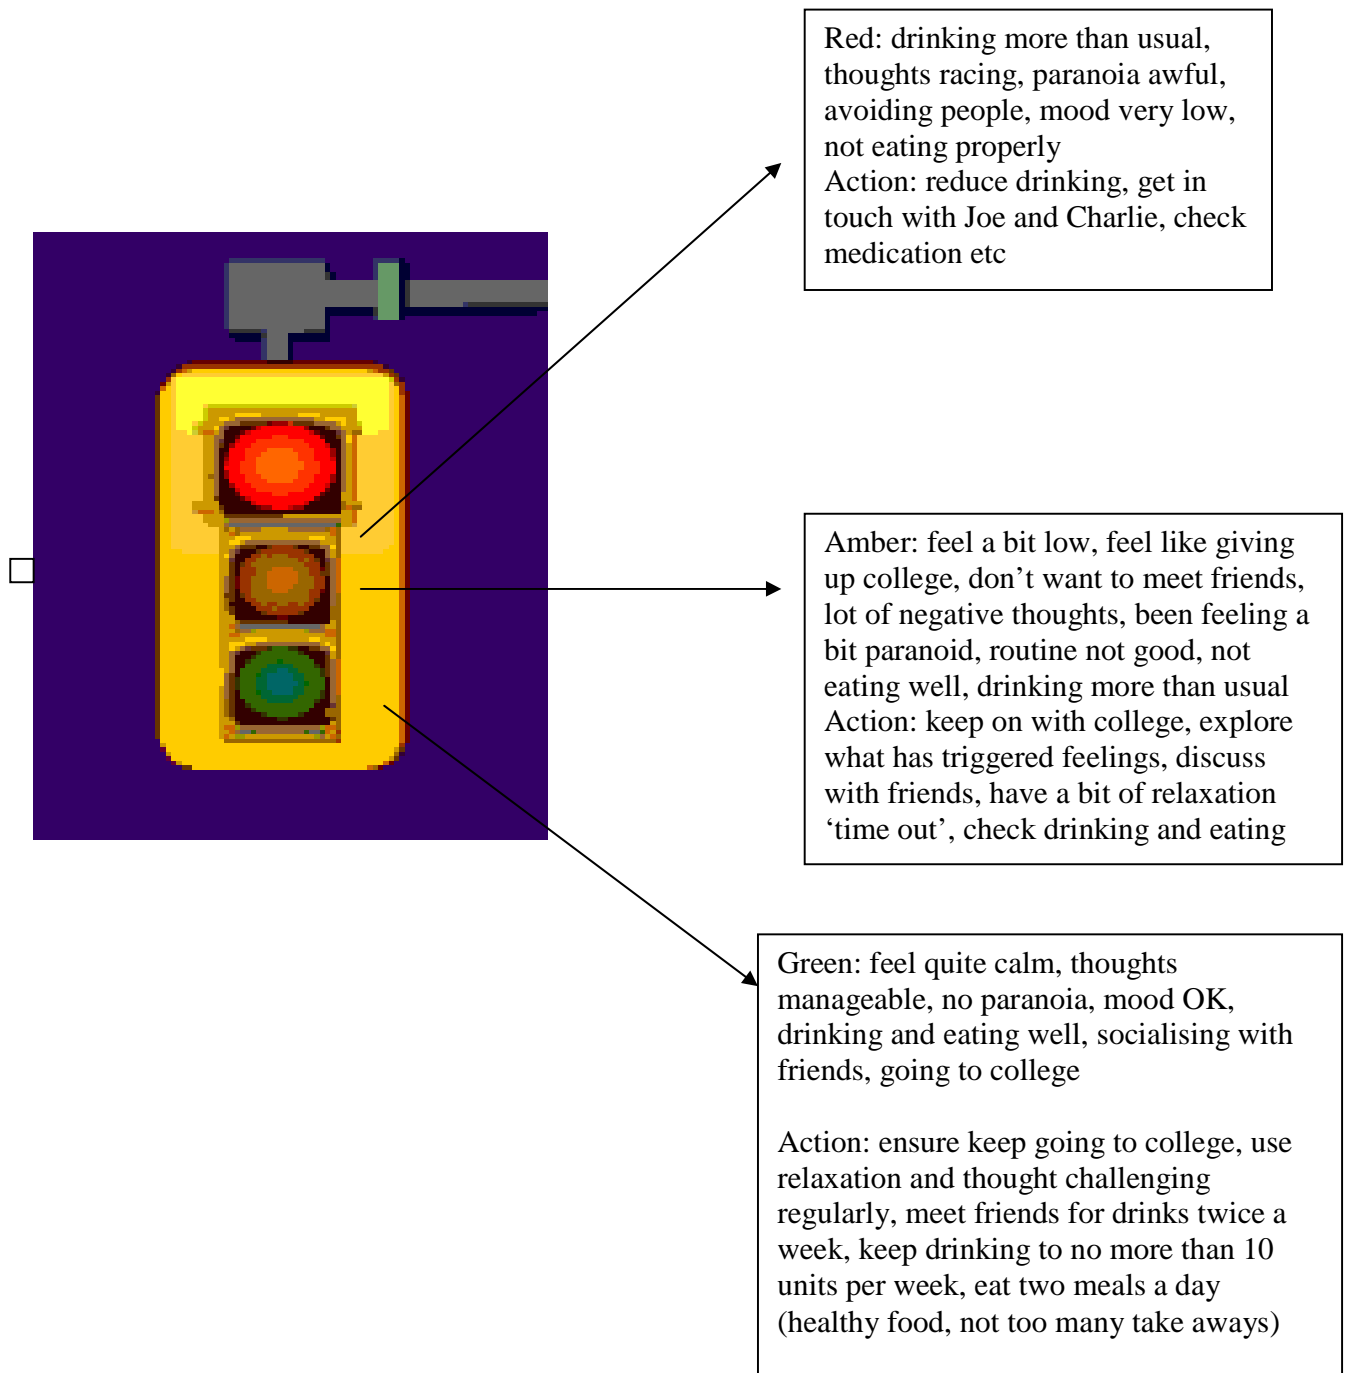 Red: drinking more than usual,
thoughts racing, paranoia awful,
avoiding people, mood very low,
not eating properly
Action: reduce drinking, get in
touch with Joe and Charlie, check
medication etc
Amber: feel a bit low, feel like giving
up college, don’t want to meet friends,
lot of negative thoughts, been feeling a
bit paranoid, routine not good, not
eating well, drinking more than usual
Action: keep on with college, explore
what has triggered feelings, discuss
with friends, have a bit of relaxation
‘time out’, check drinking and eating
Green: feel quite calm, thoughts
manageable, no paranoia, mood OK,
drinking and eating well, socialising with
friends, going to college
Action: ensure keep going to college, use
relaxation and thought challenging
regularly, meet friends for drinks twice a
week, keep drinking to no more than 10
units per week, eat two meals a day
(healthy food, not too many take aways)